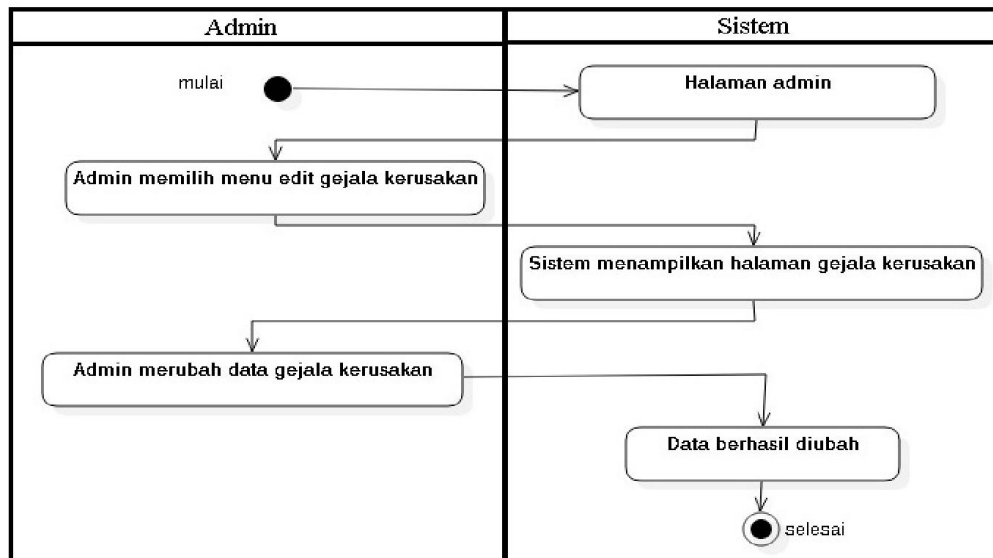 Admin
Sistem
mulai
Halaman admin
Admin memilih menu edit gejala kerusakan
Sistem menampilkan halaman gejala kerusakan
Admin merubah data gejala kerusakan
Data berhasil diubah
selesai